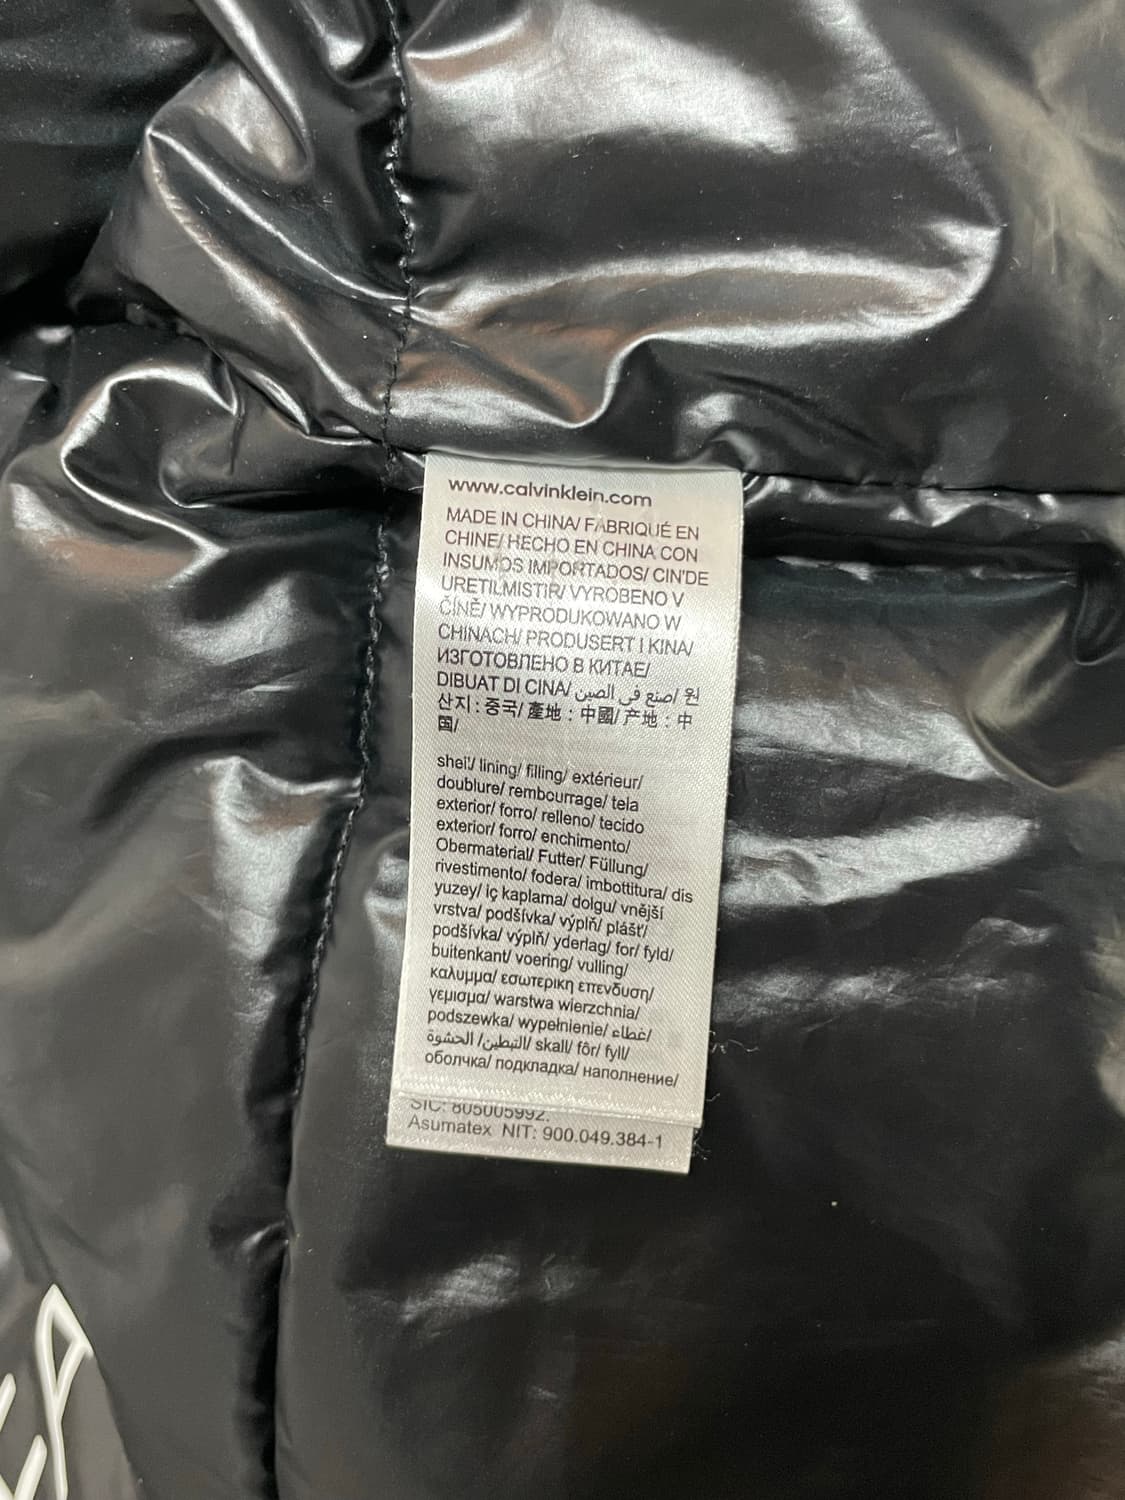 www.calvinklein.com
MADE IN CHINA/ FABRIQUÉ EN
CHINE/ HECHO EN CHINA CON
INSUMOS IMPORTADOS/ CIN'DE
URETILMISTIR/ VYROBENO V
ČÍNĚ/ WYPRODUKOWANO W
CHINACH/ PRODUSERT I KINA/
ИЗГОТОВЛЕНО В КИТАЕ/
DIBUAT DI CINA/ صنع في الصين/ 원
산지 : 중국/ 產地 : 中國/ 产地 : 中
国/
shell/ lining/ filling/ extérieur/
doublure/ rembourrage/ tela
exterior/ forro/ relleno/ tecido
exterior/ forro/ enchimento/
Obermaterial/ Futter/ Füllung/
rivestimento/ fodera/ imbottitura/ dis
yuzey/ iç kaplama/ dolgu/ vnější
vrstva/ podšívka/ výplň/ plášť/
podšívka/ výplň/ yderlag/ for/ fyld/
buitenkant/ voering/ vulling/
καλυμμα/ εσωτερικη επενδυση/
γεμισμα/ warstwa wierzchnia/
podszewka/ wypełnienie/ غطاء/
التبطين/ الحشوة/ skall/ fôr/ fyll/
оболчка/ подкладка/ наполнение/
SIC: 805005992.
Asumatex NIT: 900.049.384-1